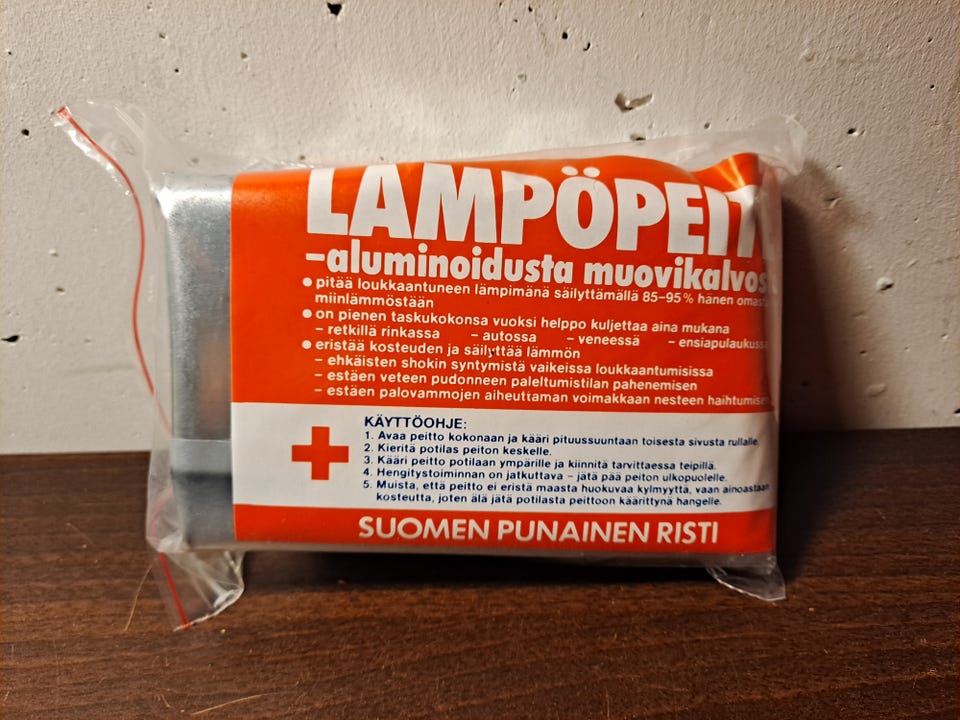 LÄMPÖPEIT
–aluminoidusta muovikalvos
● pitää loukkaantuneen lämpimänä säilyttämällä 85–95 % hänen omas
miinlämmöstään
● on pienen taskukokonsa vuoksi helppo kuljettaa aina mukana
– retkillä rinkassa – autossa – veneessä – ensiapulaukuss
● eristää kosteuden ja säilyttää lämmön
– ehkäisten shokin syntymistä vaikeissa loukkaantumisissa
– estäen veteen pudonneen paleltumistilan pahenemisen
– estäen palovammojen aiheuttaman voimakkaan nesteen haihtumise
KÄYTTÖOHJE:
1. Avaa peitto kokonaan ja kääri pituussuuntaan toisesta sivusta rullalle.
2. Kieritä potilas peiton keskelle.
3. Kääri peitto potilaan ympärille ja kiinnitä tarvittaessa teipillä.
4. Hengitystoiminnan on jatkuttava – jätä pää peiton ulkopuolelle.
5. Muista, että peitto ei eristä maasta huokuvaa kylmyyttä, vaan ainoastaan
kosteutta, joten älä jätä potilasta peittoon käärittynä hangelle.
SUOMEN PUNAINEN RISTI